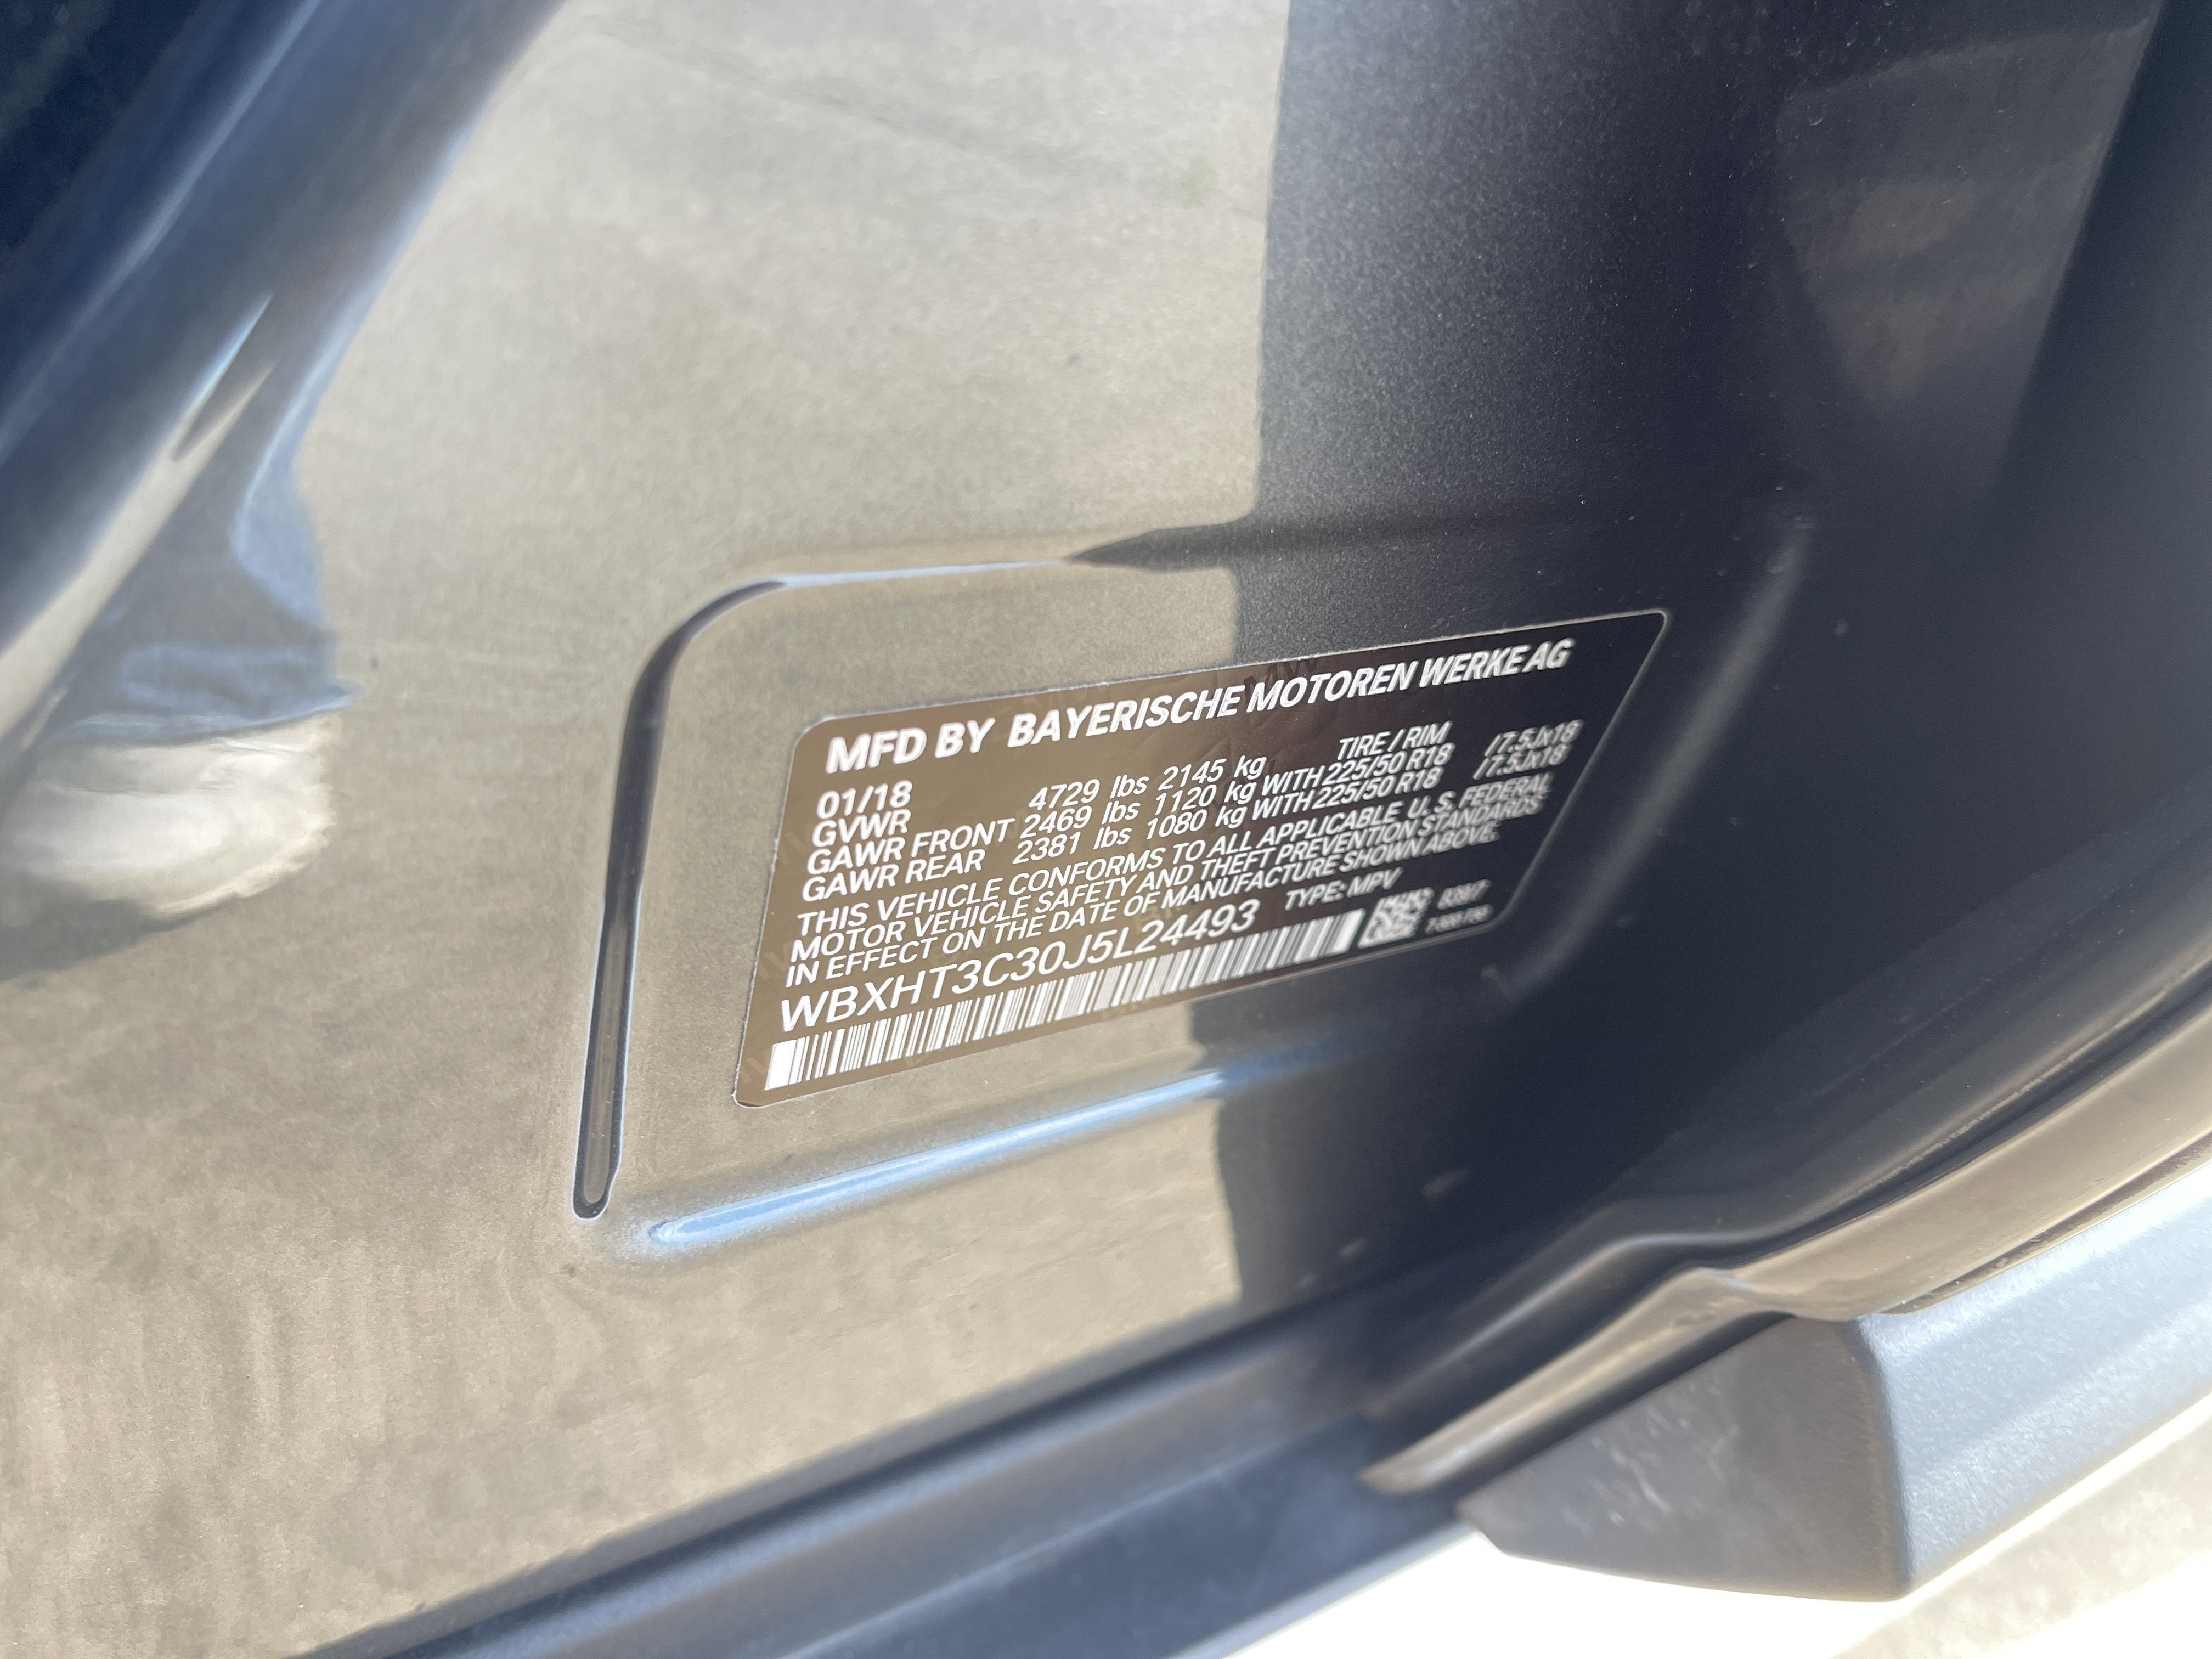 MFD BY BAYERISCHE MOTOREN WERKE AG
01/18 TIRE / RIM
GVWR 4729 lbs 2145 kg
GAWR FRONT 2469 lbs 1120 kg WITH 225/50 R18 /7.5Jx18
GAWR REAR 2381 lbs 1080 kg WITH 225/50 R18 /7.5Jx18
THIS VEHICLE CONFORMS TO ALL APPLICABLE U. S. FEDERAL
MOTOR VEHICLE SAFETY AND THEFT PREVENTION STANDARDS
IN EFFECT ON THE DATE OF MANUFACTURE SHOWN ABOVE.
WBXHT3C30J5L24493 TYPE: MPV